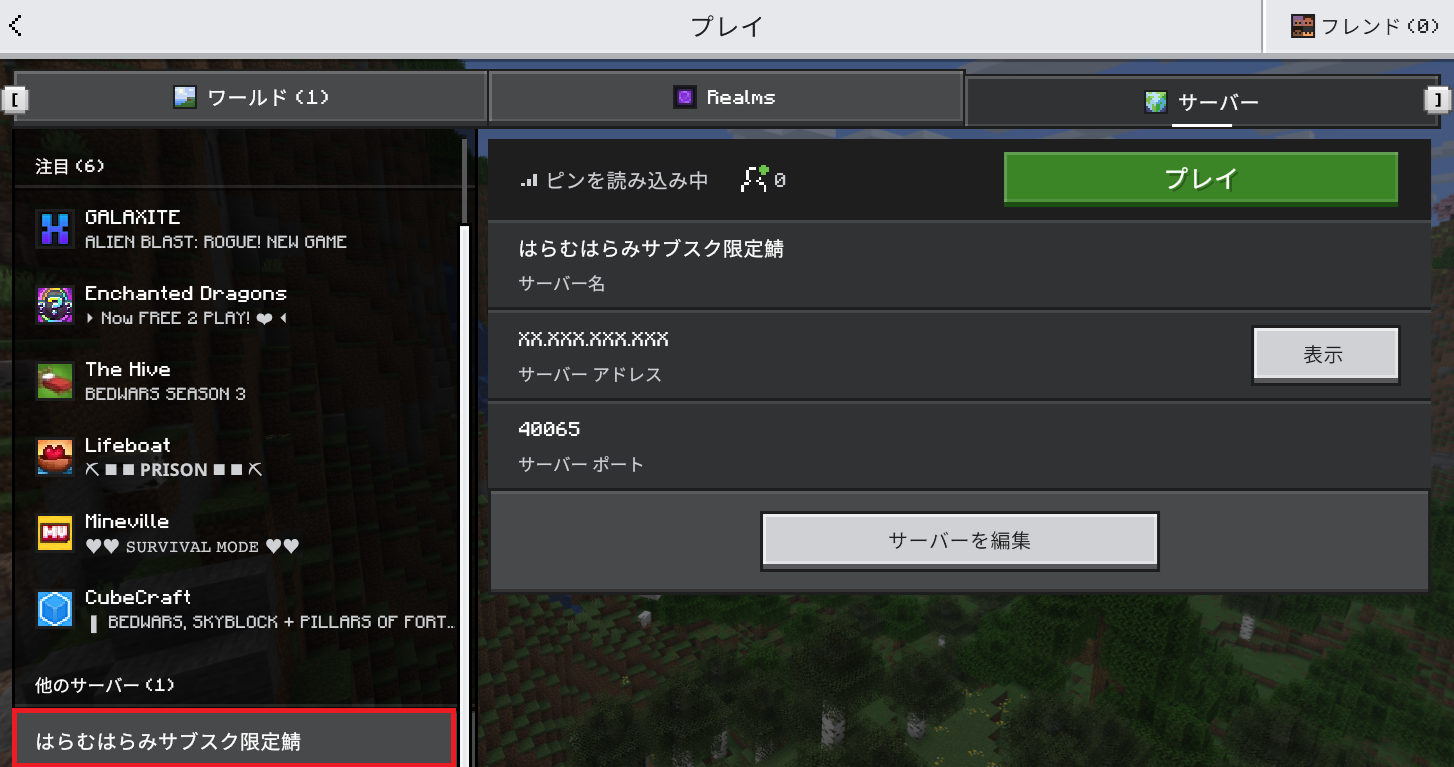 プレイ
フレンド (0)
[
ワールド (1)
Realms
サーバー
]
注目 (6)
GALAXITE
ALIEN BLAST: ROGUE! NEW GAME
Enchanted Dragons
Now FREE 2 PLAY! ❤
The Hive
BEDWARS SEASON 3
Lifeboat
⛏ ■ ■ PRISON ■ ■ ⛏
MV
Mineville
♥♥ SURVIVAL MODE ♥♥
CubeCraft
BEDWARS, SKYBLOCK + PILLARS OF FORT...
他のサーバー (1)
はらむはらみサブスク限定鯖
ピンを読み込み中
0
プレイ
はらむはらみサブスク限定鯖
サーバー名
XX.XXX.XXX.XXX
サーバー アドレス
表示
40065
サーバー ポート
サーバーを編集